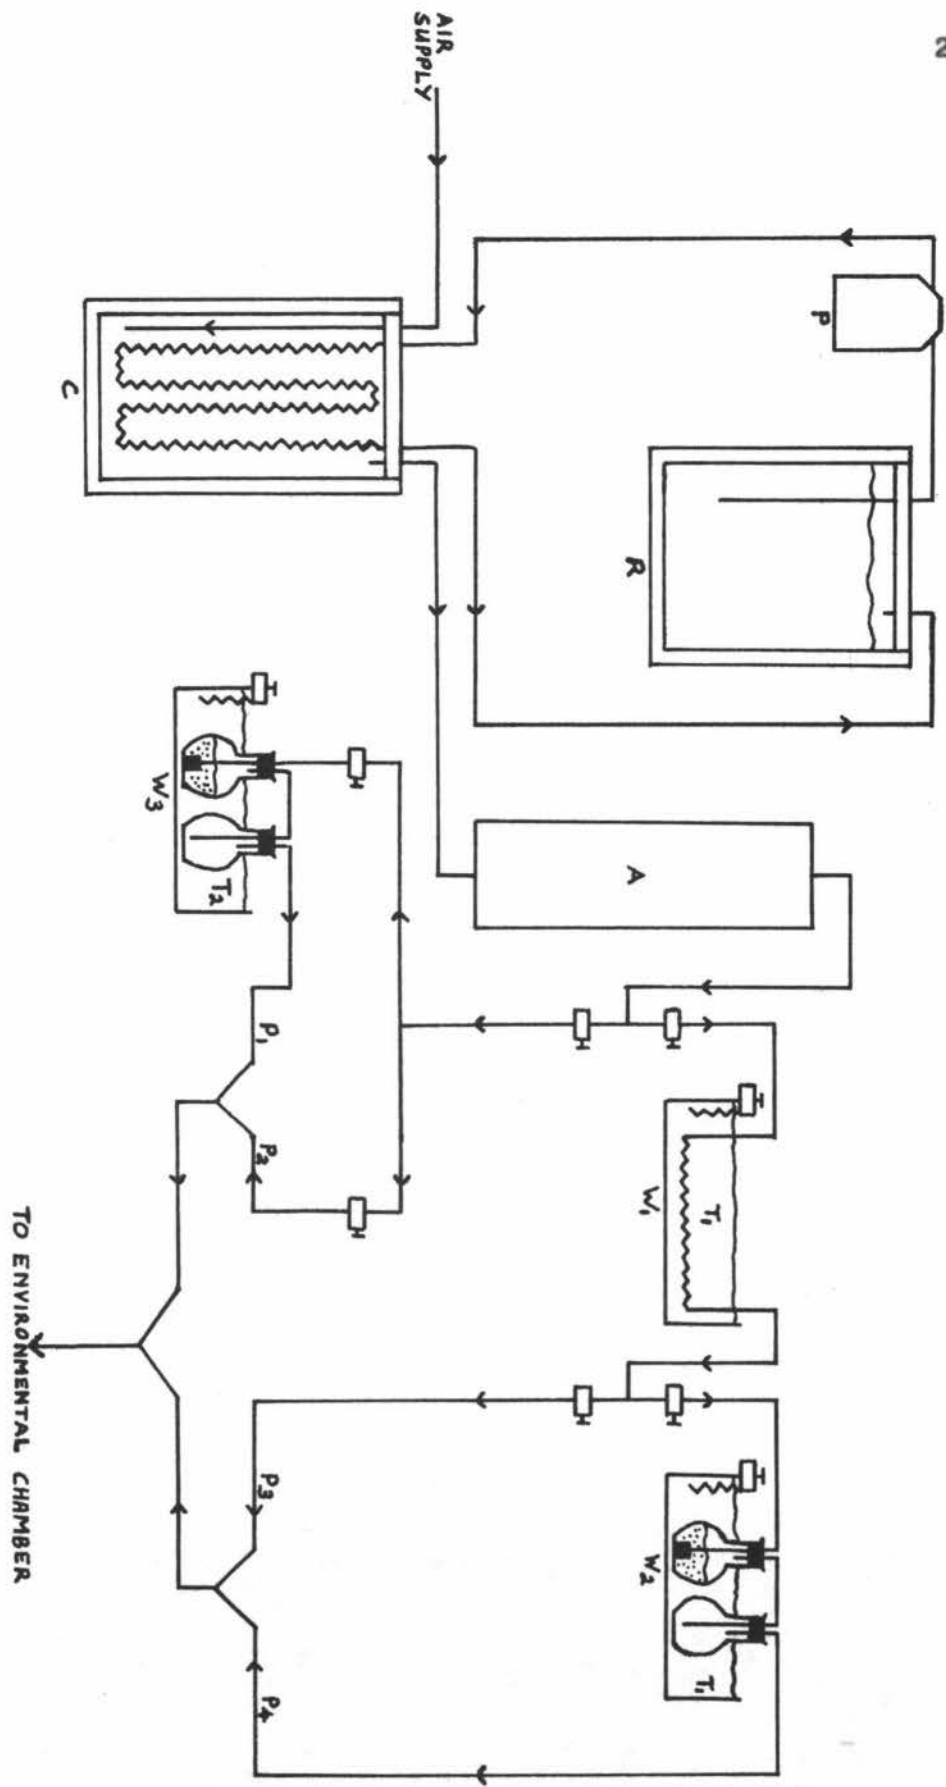 2
AIR
SUPPLY
P
R
C
A
W3
T2
P1
P2
W1
T1
W2
T1
P3
P4
TO ENVIRONMENTAL CHAMBER